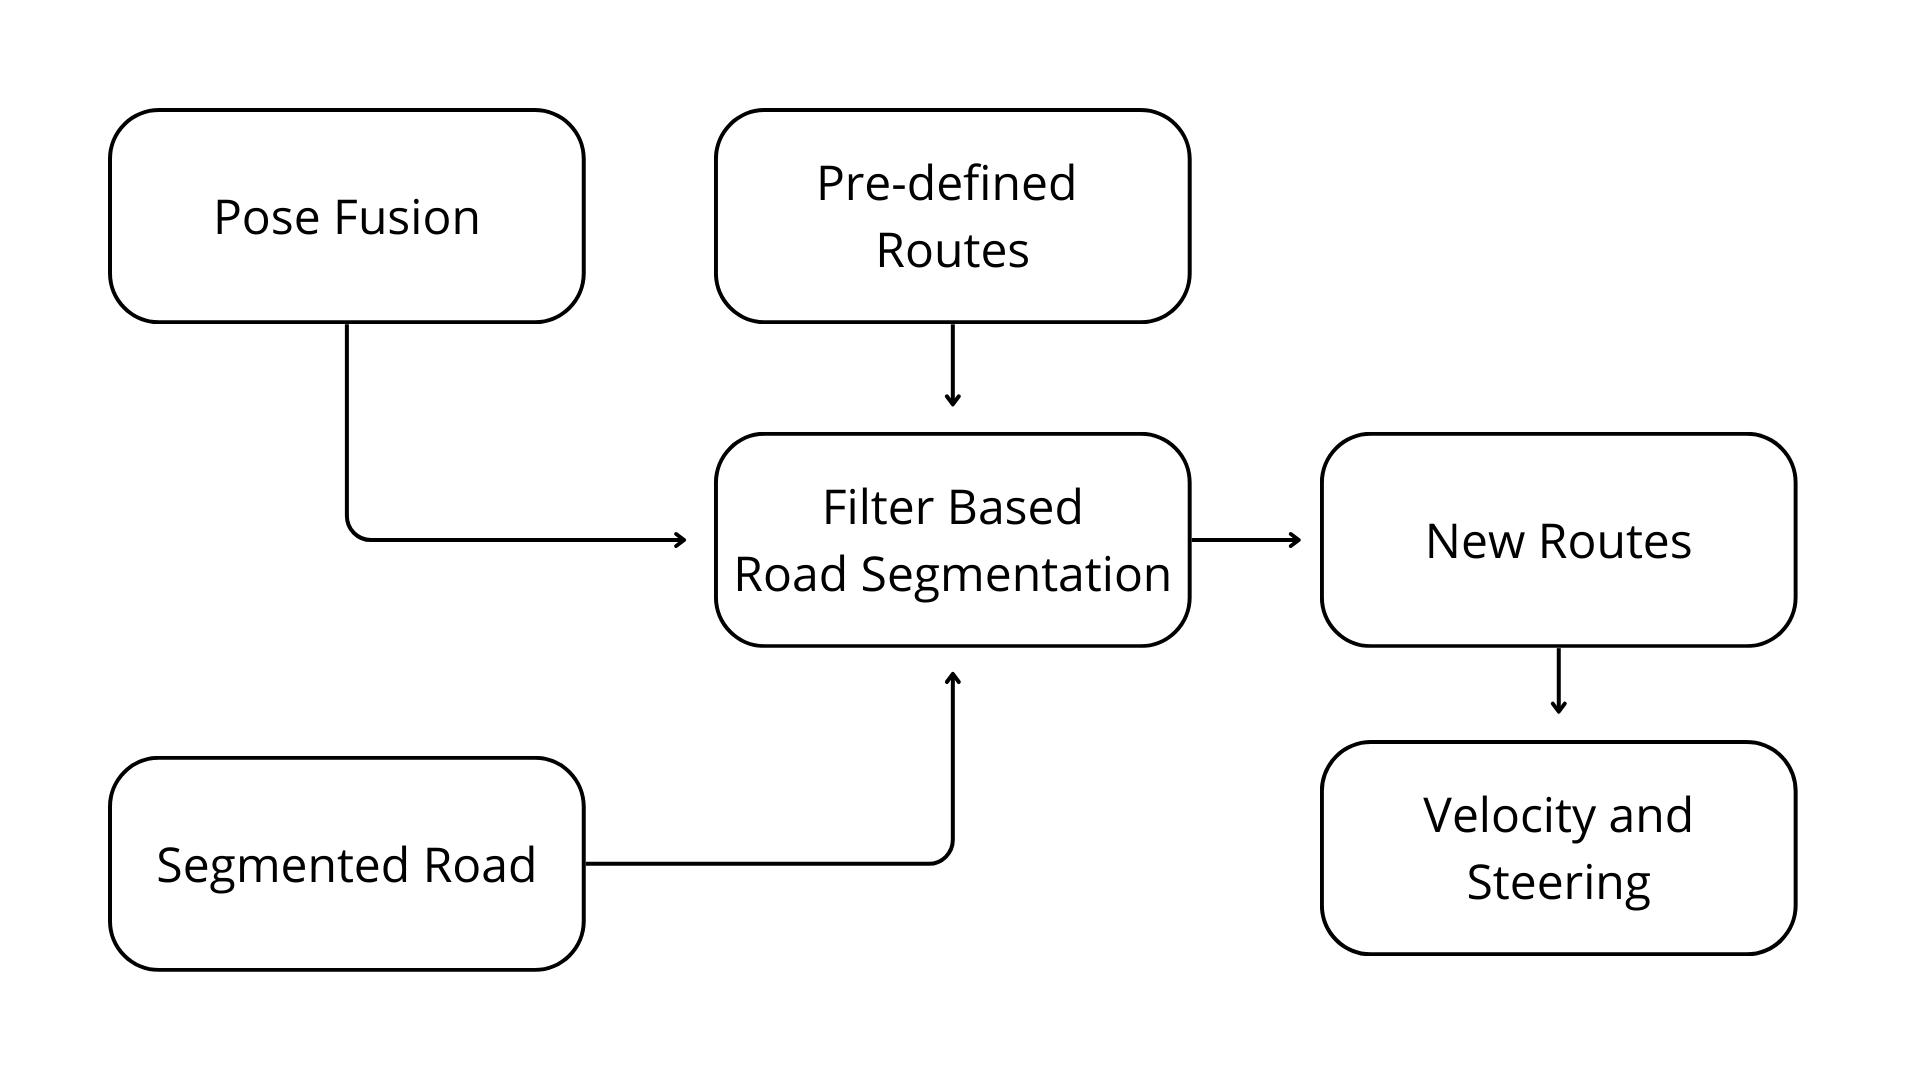 Pose Fusion
Pre-defined
Routes
Filter Based
Road Segmentation
New Routes
Segmented Road
Velocity and
Steering